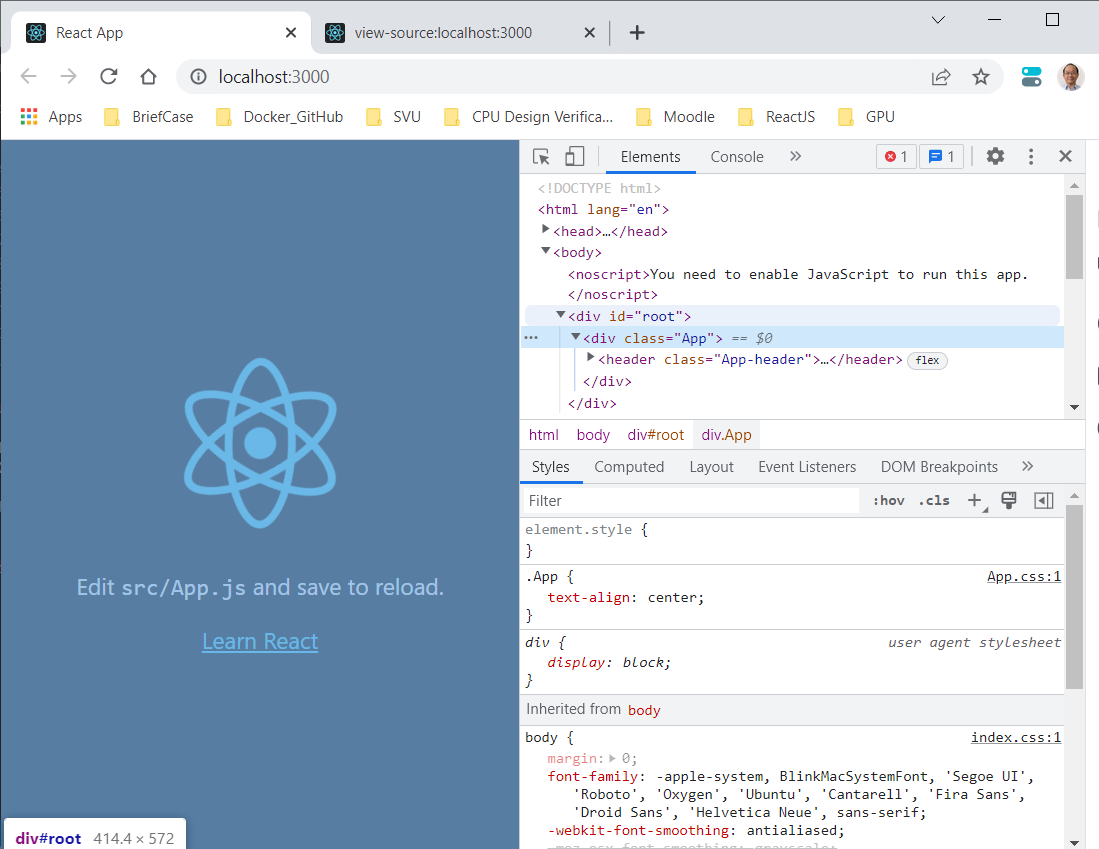 React App
view-source:localhost:3000
localhost:3000
Apps BriefCase Docker_GitHub SVU CPU Design Verifica... Moodle ReactJS GPU
Edit src/App.js and save to reload.
Learn React
div#root 414.4 × 572
Elements Console 1 1
<!DOCTYPE html>
<html lang="en">
<head>…</head>
<body>
<noscript>You need to enable JavaScript to run this app.
</noscript>
<div id="root">
<div class="App"> == $0
<header class="App-header">…</header> flex
</div>
</div>
html body div#root div.App
Styles Computed Layout Event Listeners DOM Breakpoints
Filter :hov .cls
element.style {
}
.App { App.css:1
text-align: center;
}
div { user agent stylesheet
display: block;
}
Inherited from body
body { index.css:1
margin: 0;
font-family: -apple-system, BlinkMacSystemFont, 'Segoe UI',
'Roboto', 'Oxygen', 'Ubuntu', 'Cantarell', 'Fira Sans',
'Droid Sans', 'Helvetica Neue', sans-serif;
-webkit-font-smoothing: antialiased;
-moz-osx-font-smoothing: grayscale;